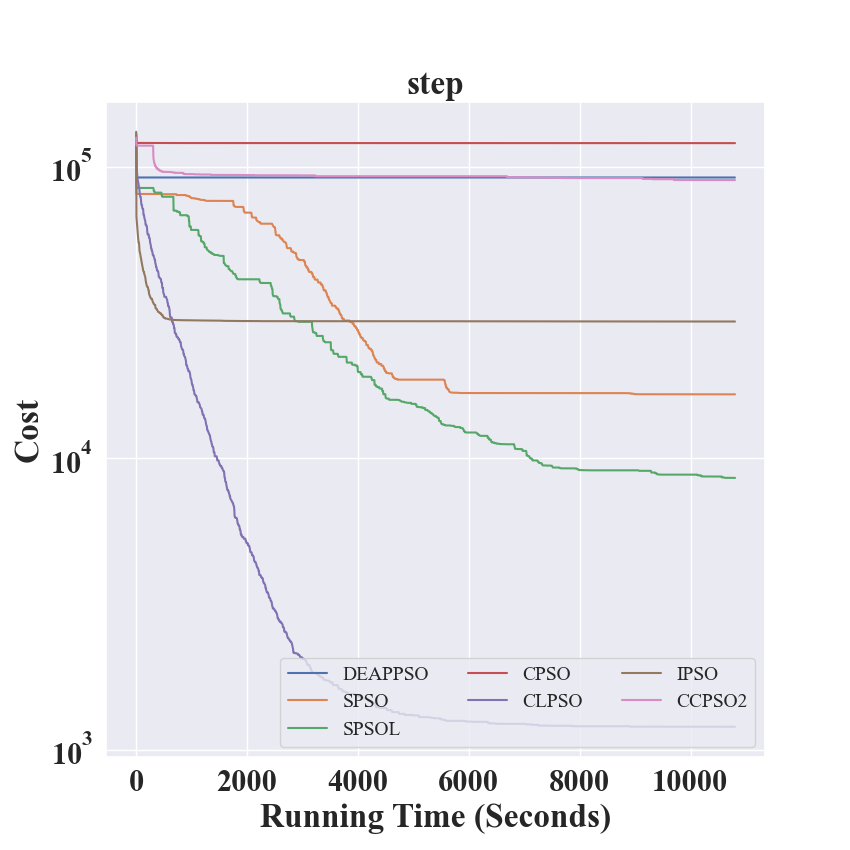 step
Cost
10^5
10^4
10^3
0 2000 4000 6000 8000 10000
Running Time (Seconds)
DEAPPSO CPSO IPSO
SPSO CLPSO CCPSO2
SPSOL